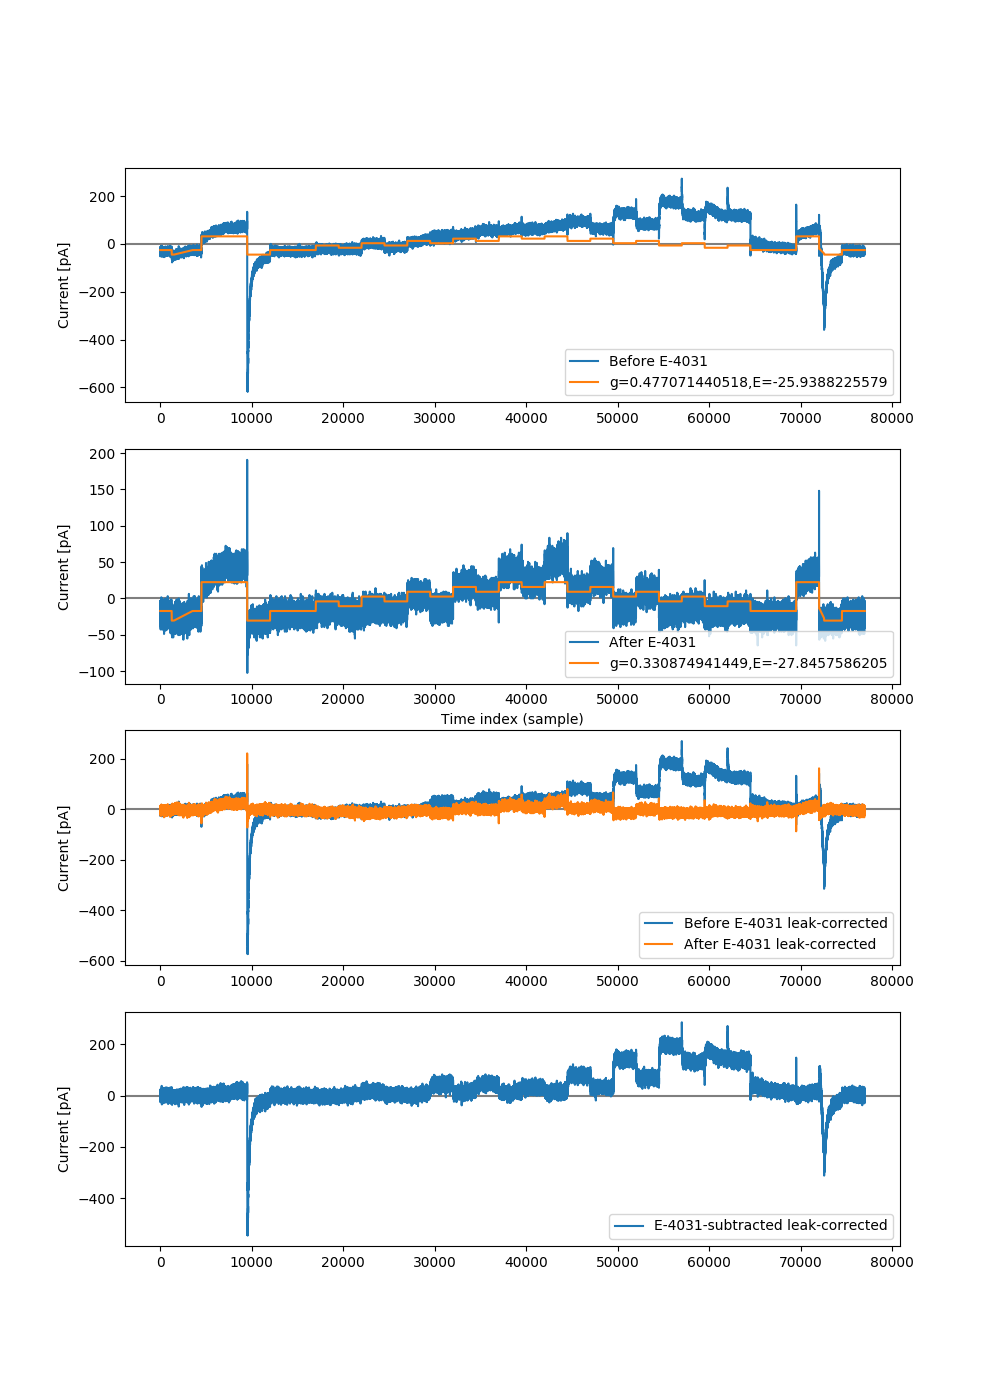 200
0
−200
−400
−600
Current [pA]
Before E-4031
g=0.477071440518,E=-25.9388225579
0 10000 20000 30000 40000 50000 60000 70000 80000
200
150
100
50
0
−50
−100
Current [pA]
After E-4031
g=0.330874941449,E=-27.8457586205
0 10000 20000 30000 40000 50000 60000 70000 80000
Time index (sample)
200
0
−200
−400
−600
Current [pA]
Before E-4031 leak-corrected
After E-4031 leak-corrected
0 10000 20000 30000 40000 50000 60000 70000 80000
200
0
−200
−400
Current [pA]
E-4031-subtracted leak-corrected
0 10000 20000 30000 40000 50000 60000 70000 80000